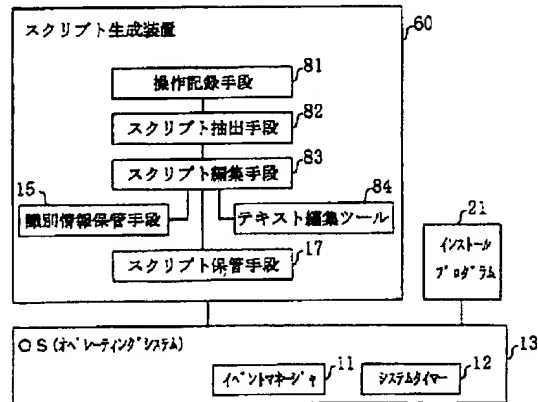 スクリプト生成装置
60
81
操作記録手段
82
スクリプト抽出手段
83
スクリプト編集手段
15
識別情報保管手段
84
テキスト編集ツール
17
スクリプト保管手段
21
インストール
プログラム
OS(オペレーティングシステム)
13
11
イベントマネージャ
12
システムタイマー